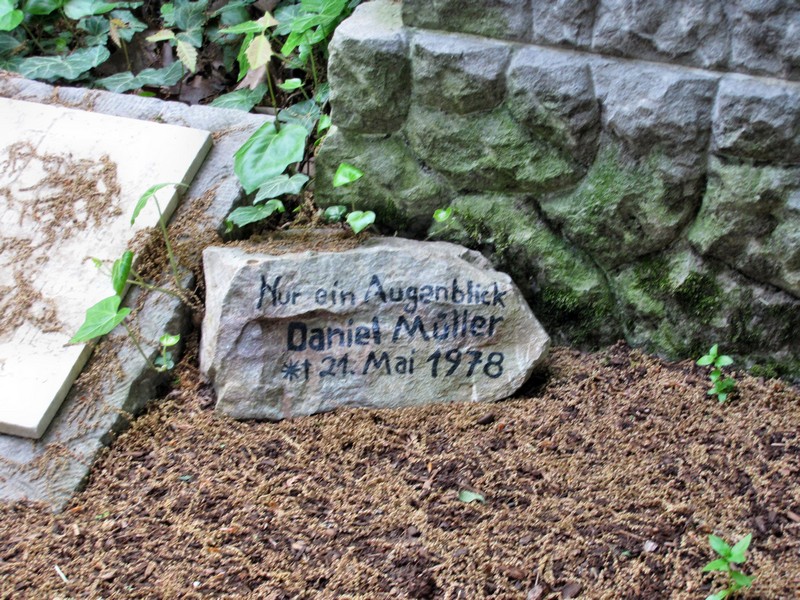 Nur ein Augenblick
Daniel Müller
*† 21. Mai 1978